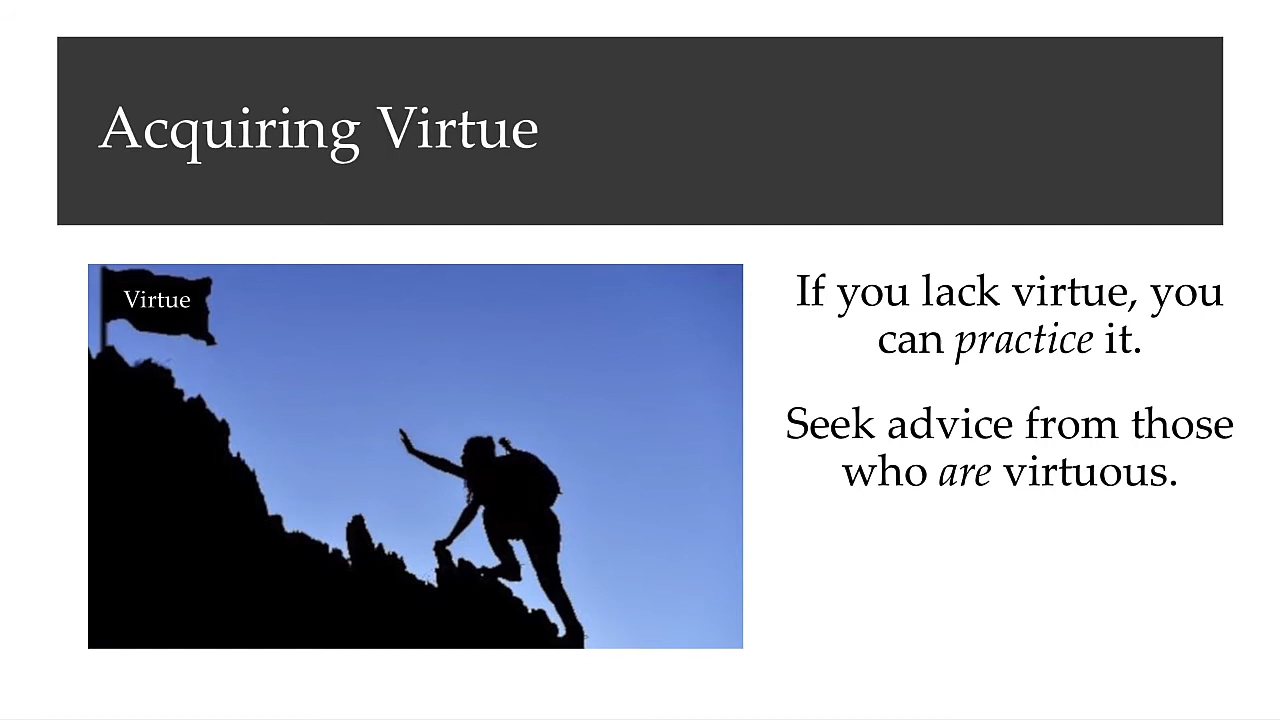 Acquiring Virtue
Virtue
If you lack virtue, you
can practice it.
Seek advice from those
who are virtuous.